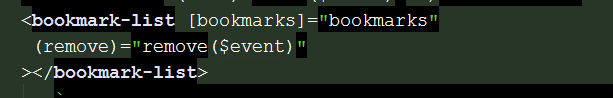 <bookmark-list [bookmarks]="bookmarks"
(remove)="remove($event)"
></bookmark-list>
`